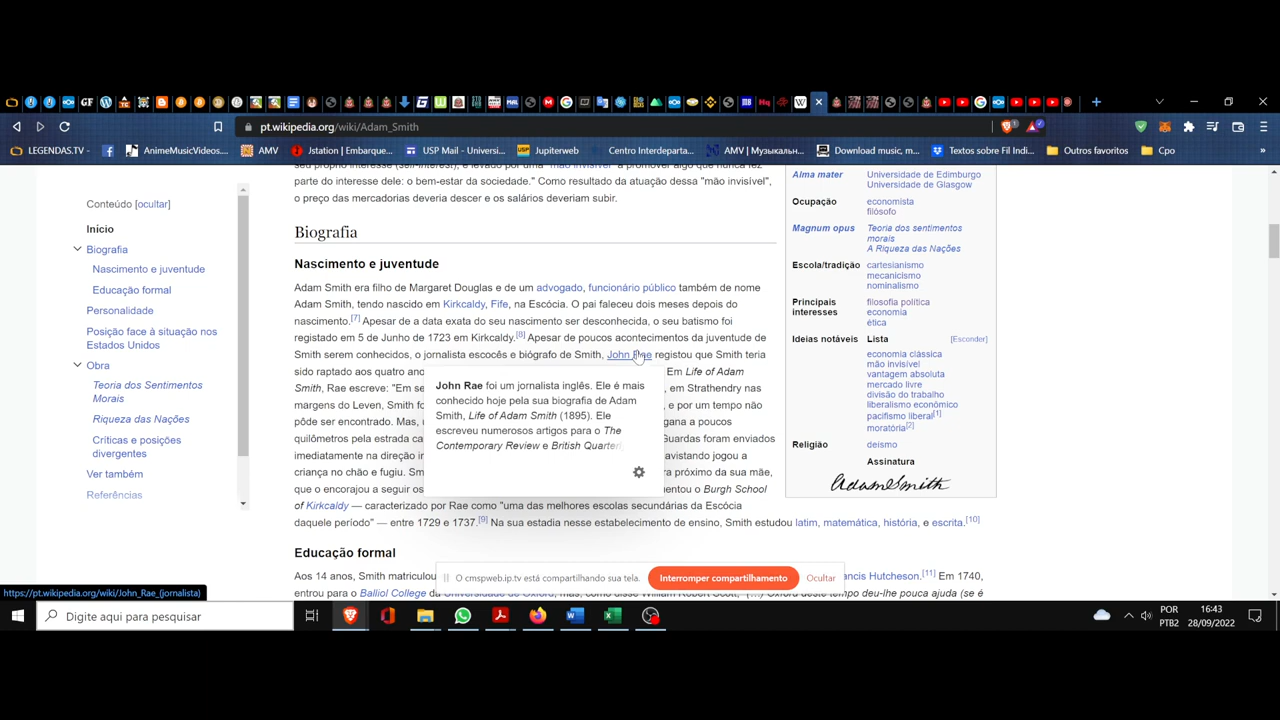 pt.wikipedia.org/wiki/Adam_Smith
LEGENDAS.TV -
AnimeMusicVideos...
AMV
Jstation | Embarque...
USP Mail - Universi...
Jupiterweb
Centro Interdeparta...
AMV | Музыкальн...
Download music, m...
Textos sobre Fil Indi...
Outros favoritos
Cpo
parte do interesse dele: o bem-estar da sociedade." Como resultado da atuação dessa "mão invisível",
o preço das mercadorias deveria descer e os salários deveriam subir.
Conteúdo [ocultar]
Início
Biografia
Nascimento e juventude
Educação formal
Personalidade
Posição face à situação nos
Estados Unidos
Obra
Teoria dos Sentimentos
Morais
Riqueza das Nações
Críticas e posições
divergentes
Ver também
Referências
Biografia
Nascimento e juventude
Adam Smith era filho de Margaret Douglas e de um advogado, funcionário público também de nome
Adam Smith, tendo nascido em Kirkcaldy, Fife, na Escócia. O pai faleceu dois meses depois do
nascimento.[7] Apesar de a data exata do seu nascimento ser desconhecida, o seu batismo foi
registado em 5 de Junho de 1723 em Kirkcaldy.[8] Apesar de poucos acontecimentos da juventude de
Smith serem conhecidos, o jornalista escocês e biógrafo de Smith, John Rae registou que Smith teria
sido raptado aos quatro ano Em Life of Adam
Smith, Rae escreve: "Em se , em Strathendry nas
margens do Leven, Smith fo , e por um tempo não
pôde ser encontrado. Mas, gana a poucos
quilômetros pela estrada ca Guardas foram enviados
imediatamente na direção in avistando jogou a
criança no chão e fugiu. Sm ra próximo da sua mãe,
que o encorajou a seguir os mentou o Burgh School
of Kirkcaldy — caracterizado por Rae como "uma das melhores escolas secundárias da Escócia
daquele período" — entre 1729 e 1737.[9] Na sua estadia nesse estabelecimento de ensino, Smith estudou latim, matemática, história, e escrita.[10]
John Rae foi um jornalista inglês. Ele é mais
conhecido hoje pela sua biografia de Adam
Smith, Life of Adam Smith (1895). Ele
escreveu numerosos artigos para o The
Contemporary Review e British Quarterl
Educação formal
Aos 14 anos, Smith matriculou ncis Hutcheson.[11] Em 1740,
entrou para o Balliol College da
Alma mater
Universidade de Edimburgo
Universidade de Glasgow
Ocupação
economista
filósofo
Magnum opus
Teoria dos sentimentos
morais
A Riqueza das Nações
Escola/tradição
cartesianismo
mecanicismo
nominalismo
Principais
interesses
filosofia política
economia
ética
Ideias notáveis
Lista [Esconder]
economia clássica
mão invisível
vantagem absoluta
mercado livre
divisão do trabalho
liberalismo econômico
pacifismo liberal[1]
moratória[2]
Religião
deísmo
Assinatura
Adam Smith
O cmspweb.ip.tv está compartilhando sua tela.
Interromper compartilhamento
Ocultar
https://pt.wikipedia.org/wiki/John_Rae_(jornalista)
Digite aqui para pesquisar
POR
PTB2
16:43
28/09/2022